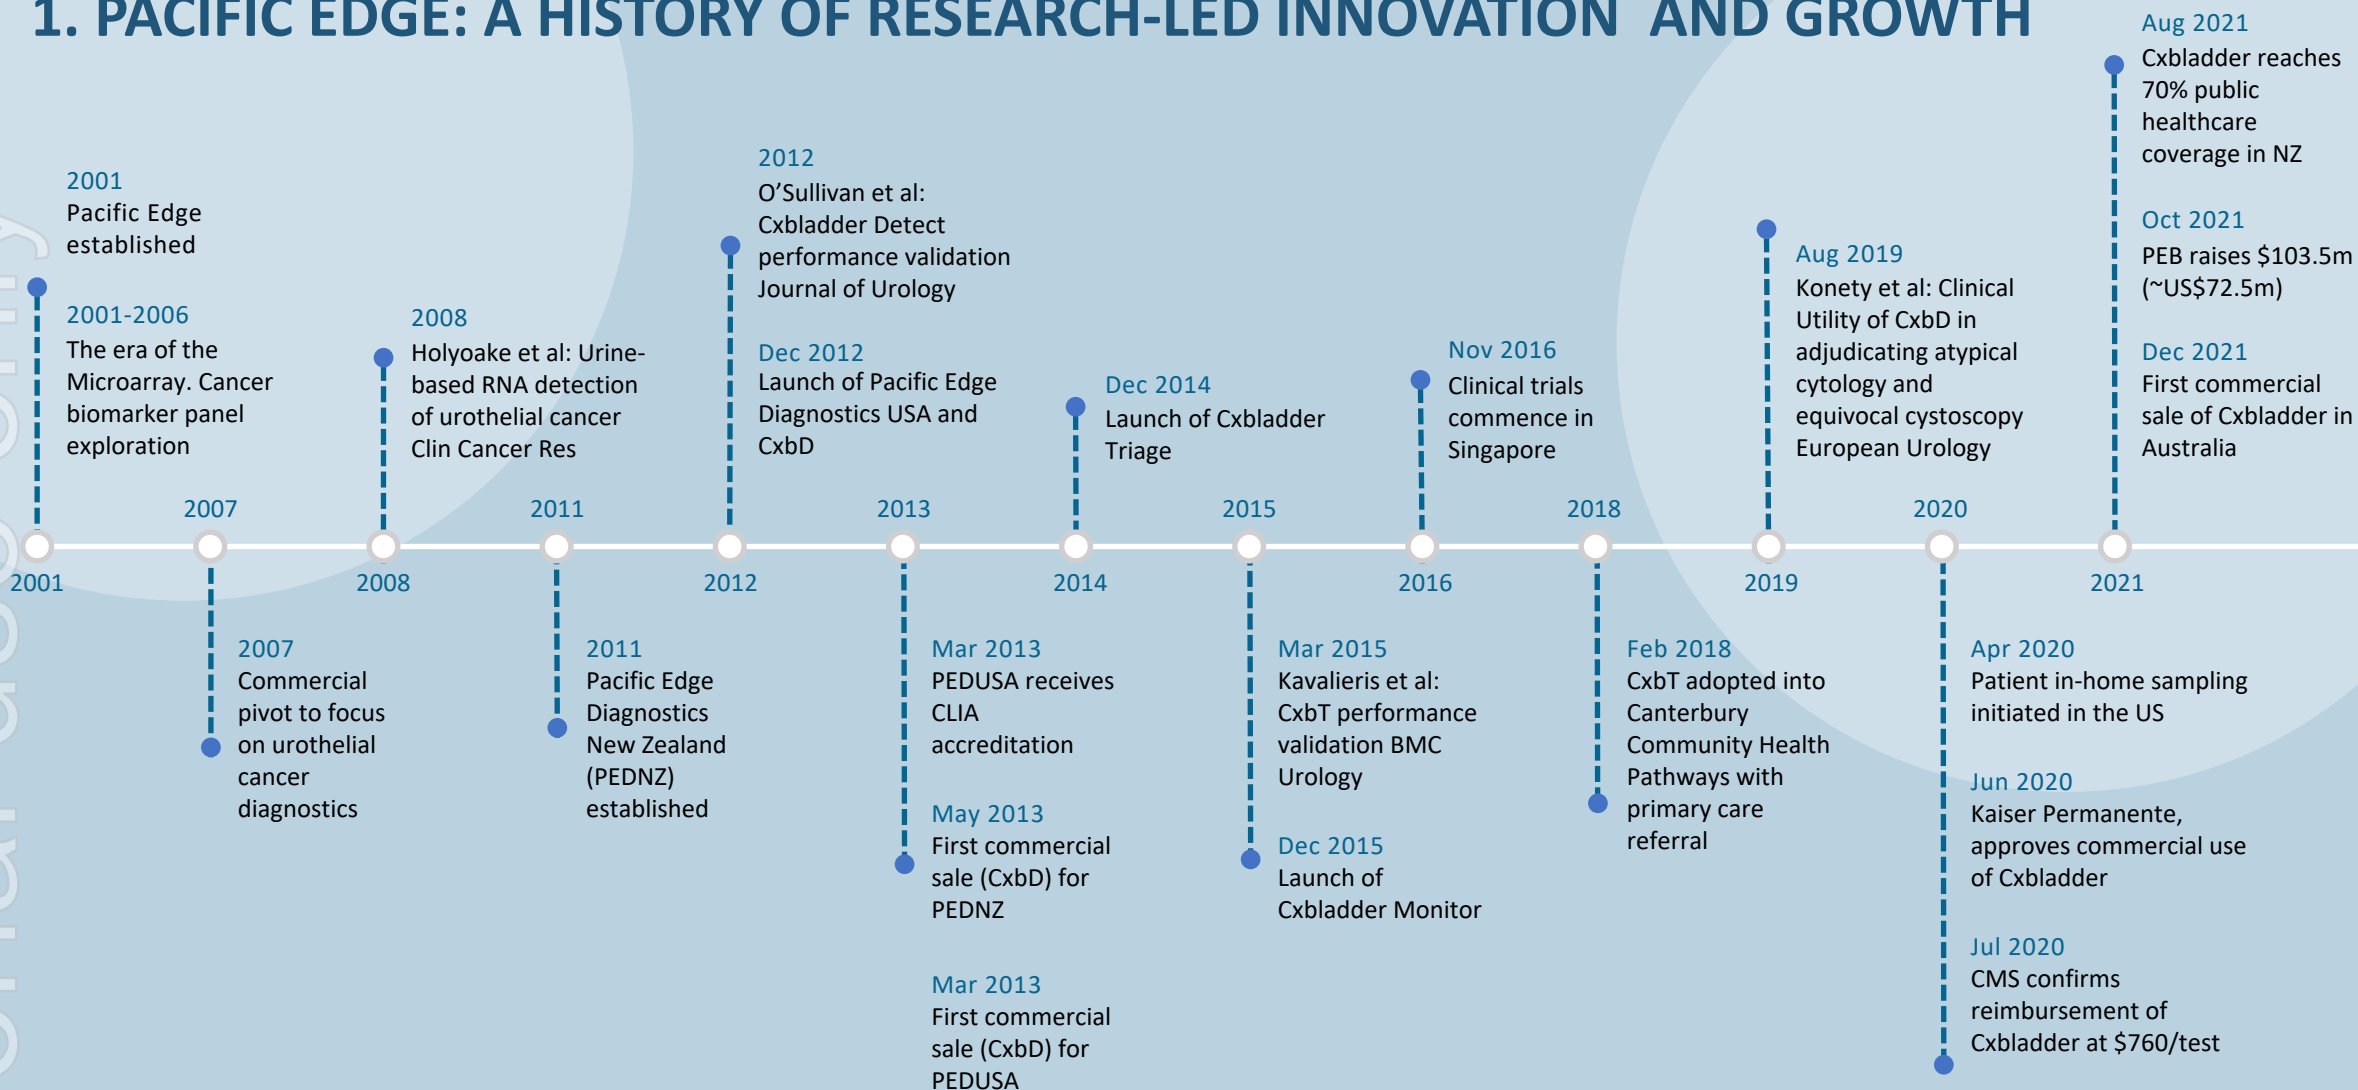 1. PACIFIC EDGE: A HISTORY OF RESEARCH-LED INNOVATION AND GROWTH
2001
Pacific Edge
established
2001-2006
The era of the
Microarray. Cancer
biomarker panel
exploration
2008
Holyoake et al: Urine-
based RNA detection
of urothelial cancer
Clin Cancer Res
2012
O’Sullivan et al:
Cxbladder Detect
performance validation
Journal of Urology
Dec 2012
Launch of Pacific Edge
Diagnostics USA and
CxbD
Dec 2014
Launch of Cxbladder
Triage
Nov 2016
Clinical trials
commence in
Singapore
Aug 2019
Konety et al: Clinical
Utility of CxbD in
adjudicating atypical
cytology and
equivocal cystoscopy
European Urology
Aug 2021
Cxbladder reaches
70% public
healthcare
coverage in NZ
Oct 2021
PEB raises $103.5m
(~US$72.5m)
Dec 2021
First commercial
sale of Cxbladder in
Australia
2007
2011
2013
2015
2018
2020
2001
2008
2012
2014
2016
2019
2021
2007
Commercial
pivot to focus
on urothelial
cancer
diagnostics
2011
Pacific Edge
Diagnostics
New Zealand
(PEDNZ)
established
Mar 2013
PEDUSA receives
CLIA
accreditation
May 2013
First commercial
sale (CxbD) for
PEDNZ
Mar 2013
First commercial
sale (CxbD) for
PEDUSA
Mar 2015
Kavalieris et al:
CxbT performance
validation BMC
Urology
Dec 2015
Launch of
Cxbladder Monitor
Feb 2018
CxbT adopted into
Canterbury
Community Health
Pathways with
primary care
referral
Apr 2020
Patient in-home sampling
initiated in the US
Jun 2020
Kaiser Permanente,
approves commercial use
of Cxbladder
Jul 2020
CMS confirms
reimbursement of
Cxbladder at $760/test